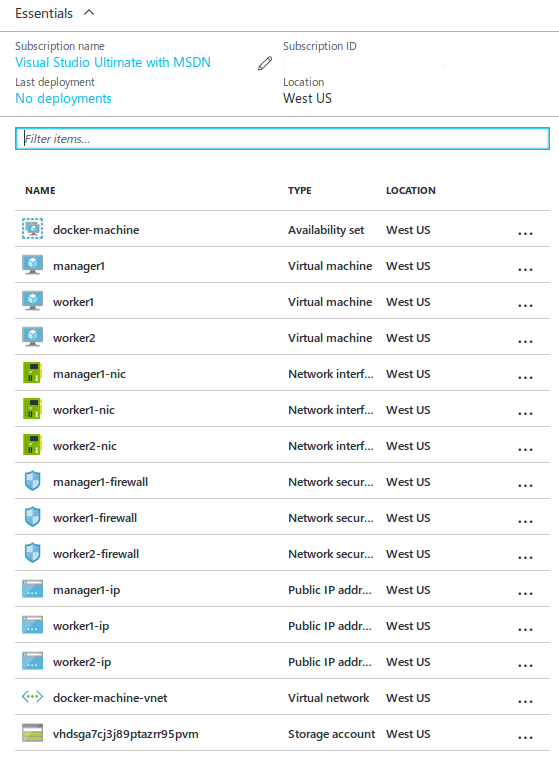 Essentials
Subscription name
Subscription ID
Visual Studio Ultimate with MSDN
Last deployment
Location
No deployments
West US
Filter items...
NAME TYPE LOCATION
docker-machine Availability set West US ...
manager1 Virtual machine West US ...
worker1 Virtual machine West US ...
worker2 Virtual machine West US ...
manager1-nic Network interf... West US ...
worker1-nic Network interf... West US ...
worker2-nic Network interf... West US ...
manager1-firewall Network secur... West US ...
worker1-firewall Network secur... West US ...
worker2-firewall Network secur... West US ...
manager1-ip Public IP addr... West US ...
worker1-ip Public IP addr... West US ...
worker2-ip Public IP addr... West US ...
docker-machine-vnet Virtual network West US ...
vhdsga7cj3j89ptazrr95pvm Storage account West US ...